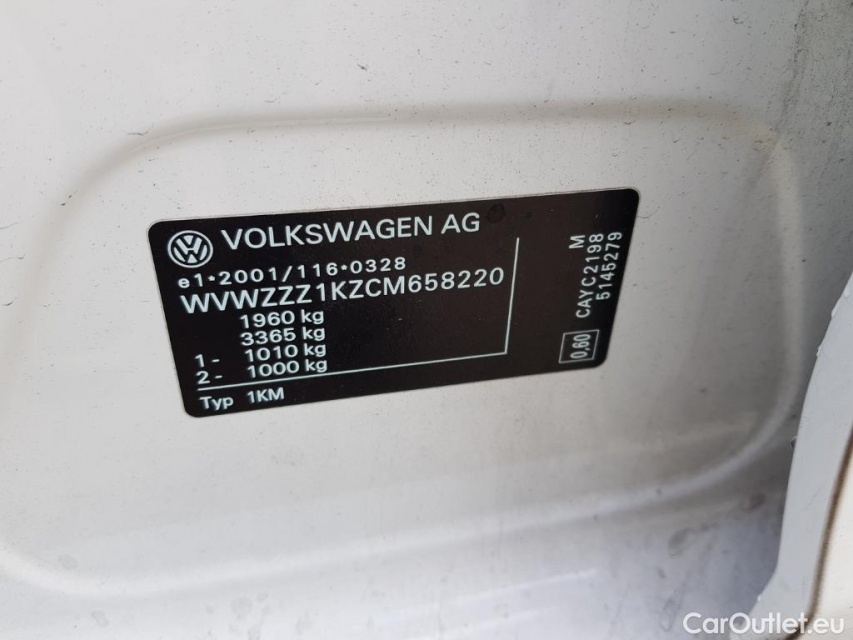 VOLKSWAGEN AG
e1*2001/116*0328
WVWZZZ1KZCM658220
1960 kg
3365 kg
1- 1010 kg
2- 1000 kg
Typ 1KM
M
CAYC2198
5145279
0,60
CarOutlet.eu